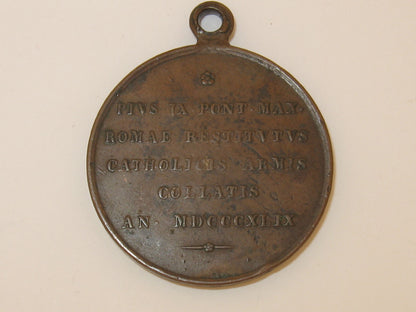 PIVS IX PONT·MAX·
ROMAE RESTITVTVS
CATHOLICIS ARMIS
COLLATIS
AN· MDCCCXLIX